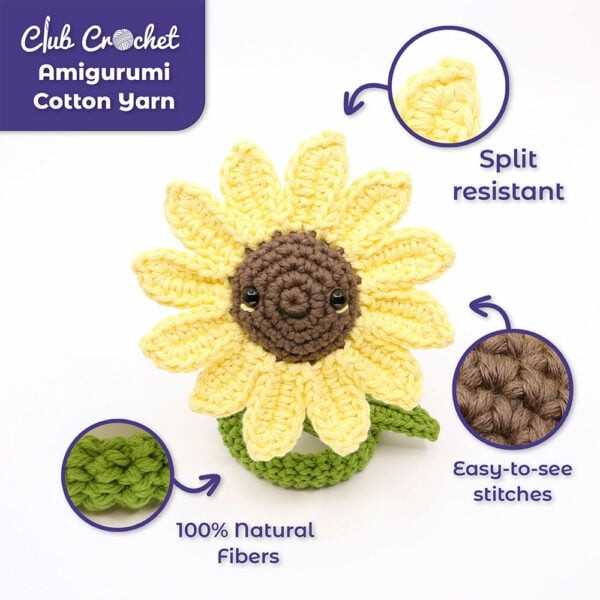 Club Crochet
Amigurumi
Cotton Yarn
Split
resistant
Easy-to-see
stitches
100% Natural
Fibers